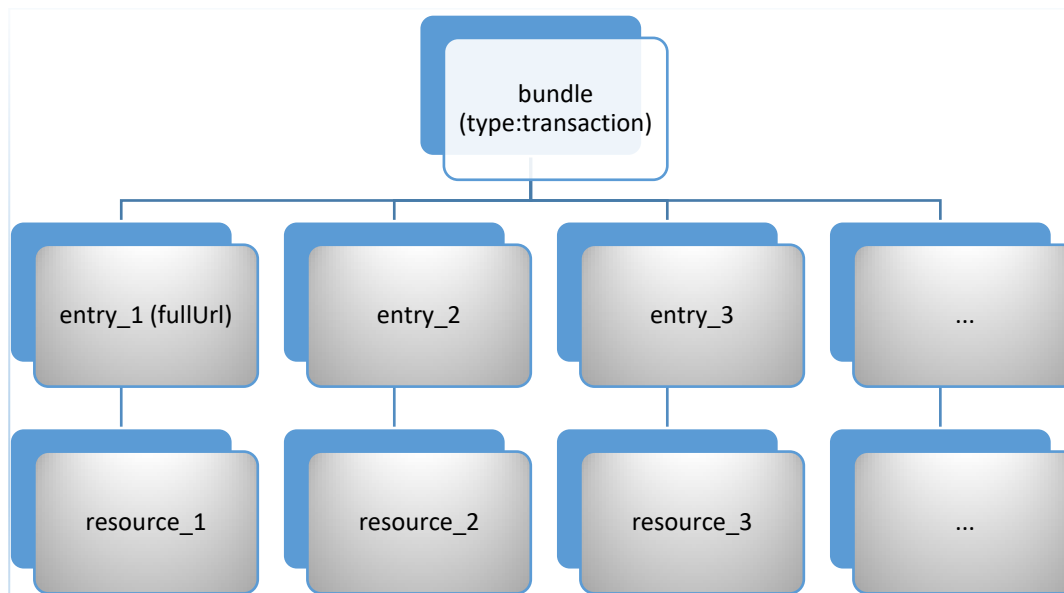 bundle
(type:transaction)
entry_1 (fullUrl)
entry_2
entry_3
...
resource_1
resource_2
resource_3
...